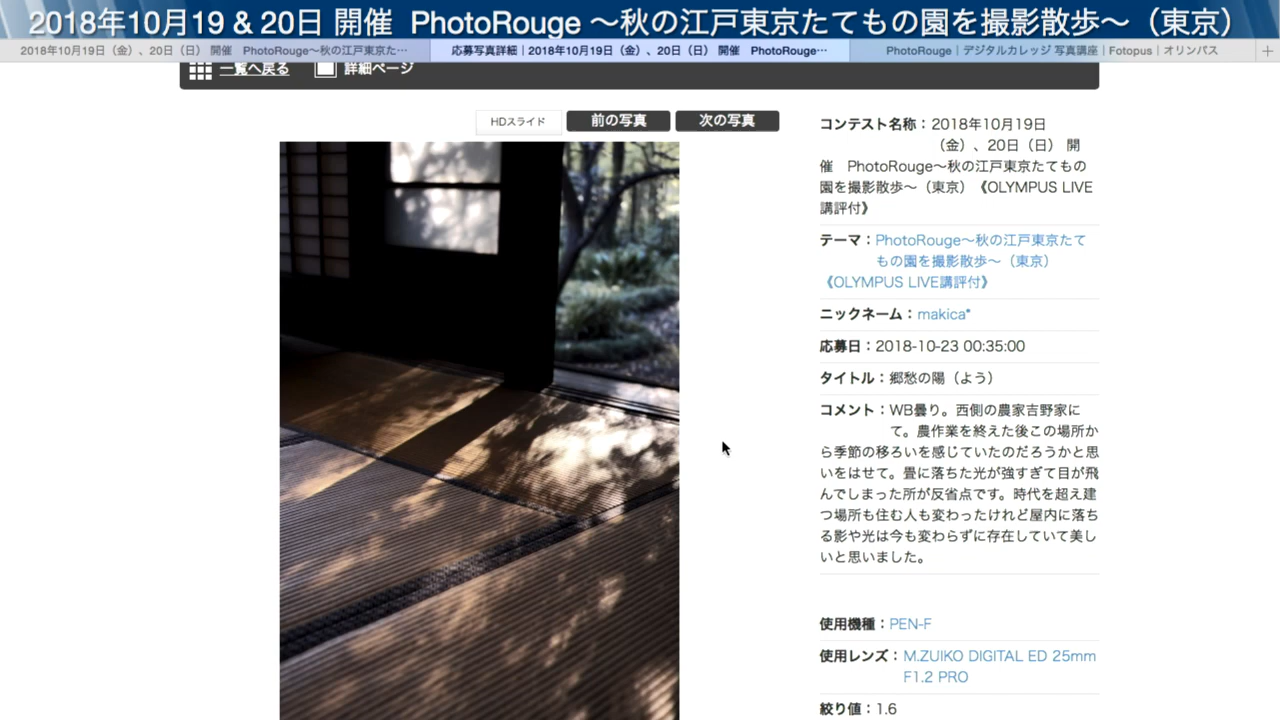 2018年10月19 & 20日 開催 PhotoRouge 〜秋の江戸東京たてもの園を撮影散歩〜（東京）
2018年10月19日（金）、20日（日） 開催　PhotoRouge〜秋の江戸東京た…
応募写真詳細｜2018年10月19日（金）、20日（日） 開催　PhotoRouge…
PhotoRouge｜デジタルカレッジ 写真講座｜Fotopus｜オリンパス
一覧へ戻る
詳細ページ
HDスライド
前の写真
次の写真
コンテスト名称：2018年10月19日
（金）、20日（日） 開
催　PhotoRouge〜秋の江戸東京たてもの
園を撮影散歩〜（東京）《OLYMPUS LIVE
講評付》
テーマ：PhotoRouge〜秋の江戸東京たて
もの園を撮影散歩〜（東京）
《OLYMPUS LIVE講評付》
ニックネーム：makica*
応募日：2018-10-23 00:35:00
タイトル：郷愁の陽（よう）
コメント：WB曇り。西側の農家吉野家に
て。農作業を終えた後この場所か
ら季節の移ろいを感じていたのだろうかと思
いをはせて。畳に落ちた光が強すぎて目が飛
んでしまった所が反省点です。時代を超え建
つ場所も住む人も変わったけれど屋内に落ち
る影や光は今も変わらずに存在していて美し
いと思いました。
使用機種：PEN-F
使用レンズ：M.ZUIKO DIGITAL ED 25mm
F1.2 PRO
絞り値：1.6